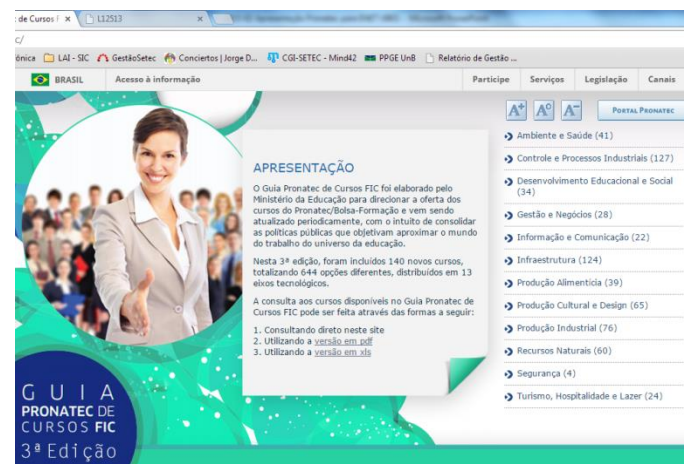 de Cursos F
L12513
c/
ônica
LAI - SIC
GestãoSetec
Conciertos | Jorge D...
CGI-SETEC - Mind42
PPGE UnB
Relatório de Gestão ...
BRASIL
Acesso à informação
Participe
Serviços
Legislação
Canais
A+ A° A-
PORTAL PRONATEC
APRESENTAÇÃO
O Guia Pronatec de Cursos FIC foi elaborado pelo
Ministério da Educação para direcionar a oferta dos
cursos do Pronatec/Bolsa-Formação e vem sendo
atualizado periodicamente, com o intuito de consolidar
as políticas públicas que objetivam aproximar o mundo
do trabalho do universo da educação.
Nesta 3ª edição, foram incluídos 140 novos cursos,
totalizando 644 opções diferentes, distribuídos em 13
eixos tecnológicos.
A consulta aos cursos disponíveis no Guia Pronatec de
Cursos FIC pode ser feita através das formas a seguir:
1. Consultando direto neste site
2. Utilizando a versão em pdf
3. Utilizando a versão em xls
Ambiente e Saúde (41)
Controle e Processos Industriais (127)
Desenvolvimento Educacional e Social
(34)
Gestão e Negócios (28)
Informação e Comunicação (22)
Infraestrutura (124)
Produção Alimentícia (39)
Produção Cultural e Design (65)
Produção Industrial (76)
Recursos Naturais (60)
Segurança (4)
Turismo, Hospitalidade e Lazer (24)
GUIA
PRONATEC DE
CURSOS FIC
3ª Edição